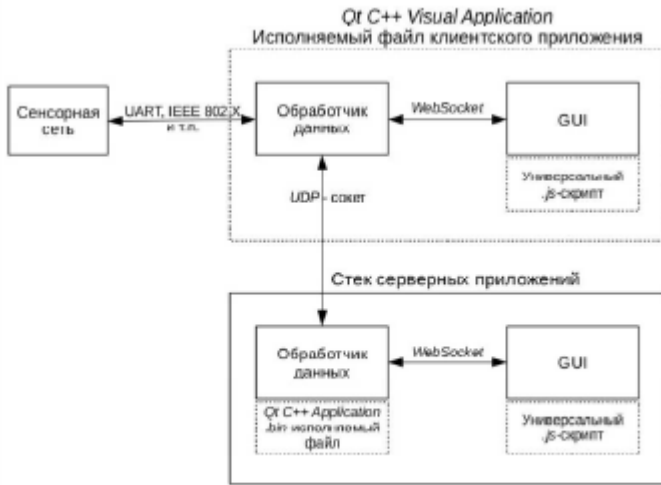 Qt C++ Visual Application
Исполняемый файл клиентского приложения
Сенсорная
сеть
UART, IEEE 802.X
и т.п.
Обработчик
данных
WebSocket
GUI
Универсальный
.js-скрипт
UDP - сокет
Стек серверных приложений
Обработчик
данных
WebSocket
GUI
Qt C++ Application
.bin исполняемый
файл
Универсальный
.js-скрипт